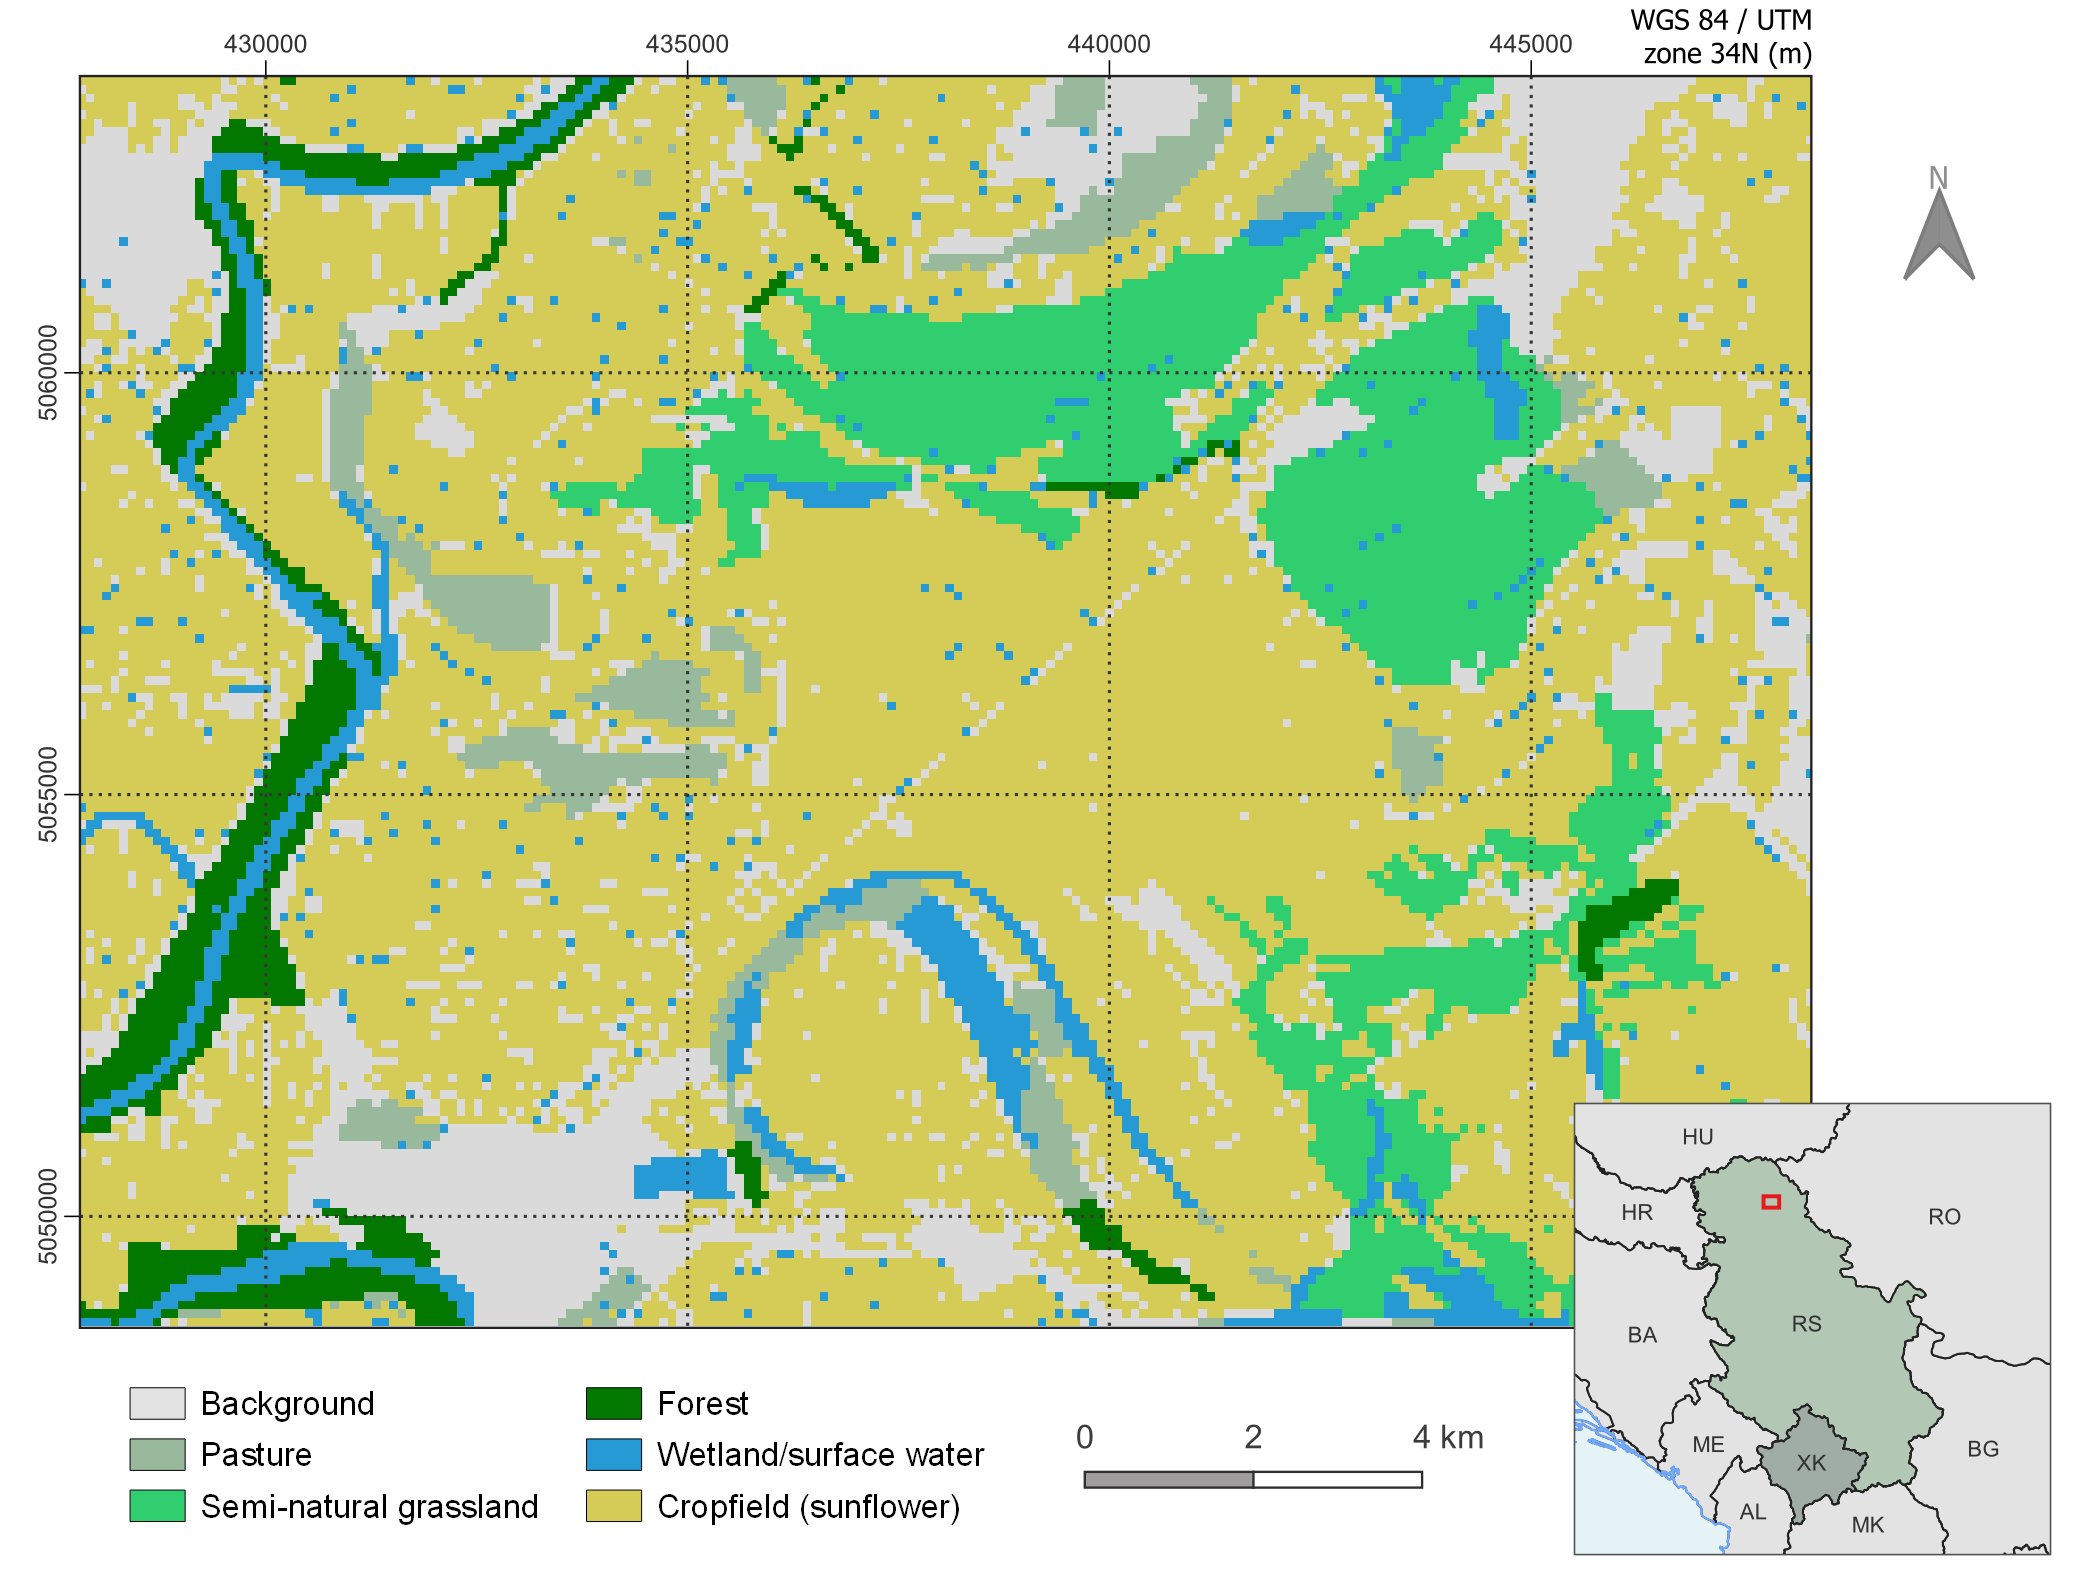 WGS 84 / UTM
zone 34N (m)
430000
435000
440000
445000
N
5060000
5055000
5050000
Background
Pasture
Semi-natural grassland
Forest
Wetland/surface water
Cropfield (sunflower)
0 2 4 km
HU
HR
RO
BA
RS
ME
XK
BG
AL
MK